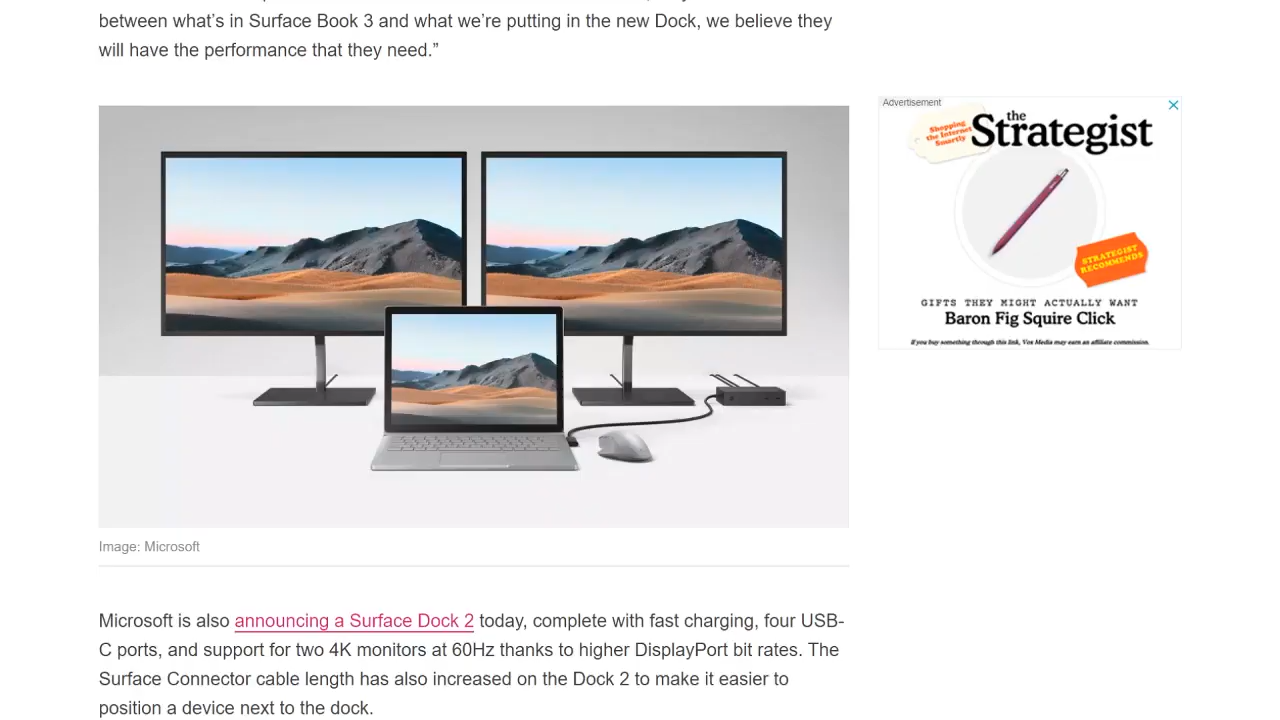 between what's in Surface Book 3 and what we're putting in the new Dock, we believe they
will have the performance that they need.”
Advertisement
Shopping
the Internet
Smartly
the
Strategist
STRATEGIST
RECOMMENDS
GIFTS THEY MIGHT ACTUALLY WANT
Baron Fig Squire Click
If you buy something through this link, Vox Media may earn an affiliate commission.
Image: Microsoft
Microsoft is also announcing a Surface Dock 2 today, complete with fast charging, four USB-
C ports, and support for two 4K monitors at 60Hz thanks to higher DisplayPort bit rates. The
Surface Connector cable length has also increased on the Dock 2 to make it easier to
position a device next to the dock.